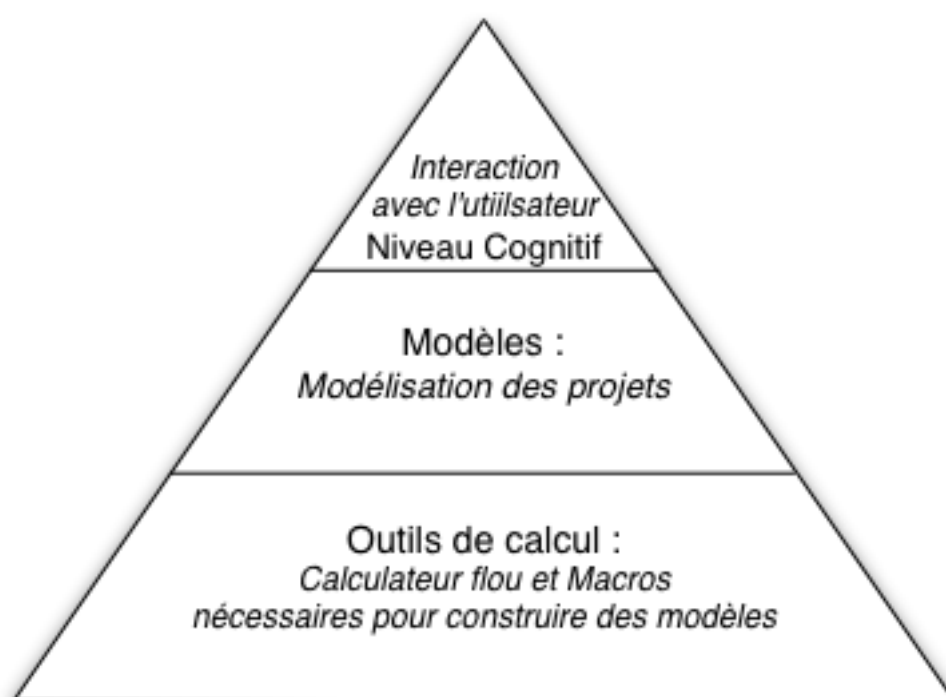 Interaction
avec l'utiilsateur
Niveau Cognitif
Modèles :
Modélisation des projets
Outils de calcul :
Calculateur flou et Macros
nécessaires pour construire des modèles